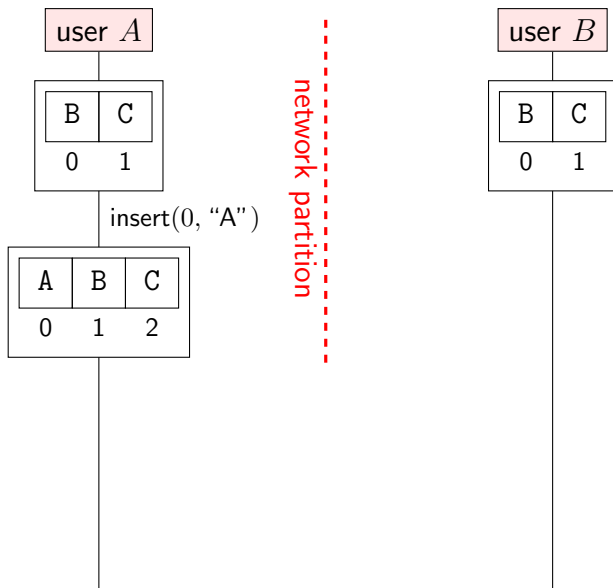 user A
B C
0 1
insert(0, “A”)
A B C
0 1 2
network partition
user B
B C
0 1